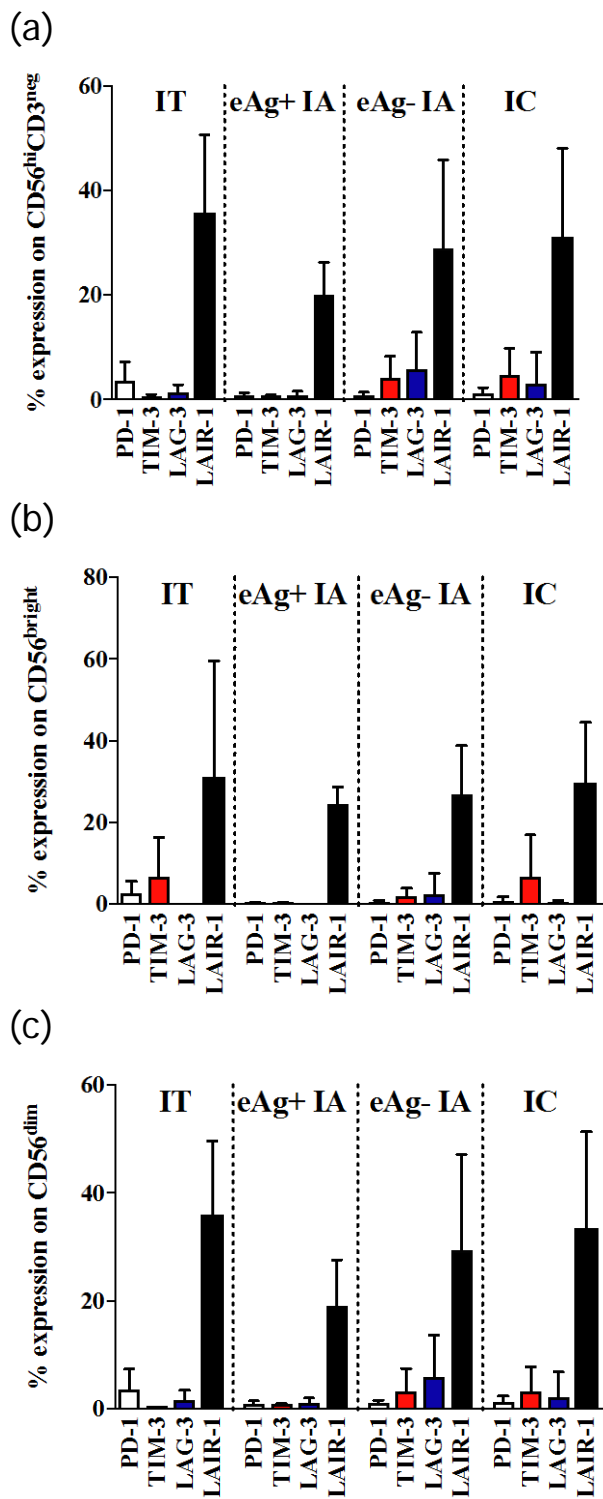 (a)
% expression on CD56hiCD3neg
60
40
20
0
IT eAg+ IA eAg- IA IC
PD-1 TIM-3 LAG-3 LAIR-1 PD-1 TIM-3 LAG-3 LAIR-1 PD-1 TIM-3 LAG-3 LAIR-1 PD-1 TIM-3 LAG-3 LAIR-1
(b)
% expression on CD56bright
80
60
40
20
0
IT eAg+ IA eAg- IA IC
PD-1 TIM-3 LAG-3 LAIR-1 PD-1 TIM-3 LAG-3 LAIR-1 PD-1 TIM-3 LAG-3 LAIR-1 PD-1 TIM-3 LAG-3 LAIR-1
(c)
% expression on CD56dim
60
40
20
0
IT eAg+ IA eAg- IA IC
PD-1 TIM-3 LAG-3 LAIR-1 PD-1 TIM-3 LAG-3 LAIR-1 PD-1 TIM-3 LAG-3 LAIR-1 PD-1 TIM-3 LAG-3 LAIR-1